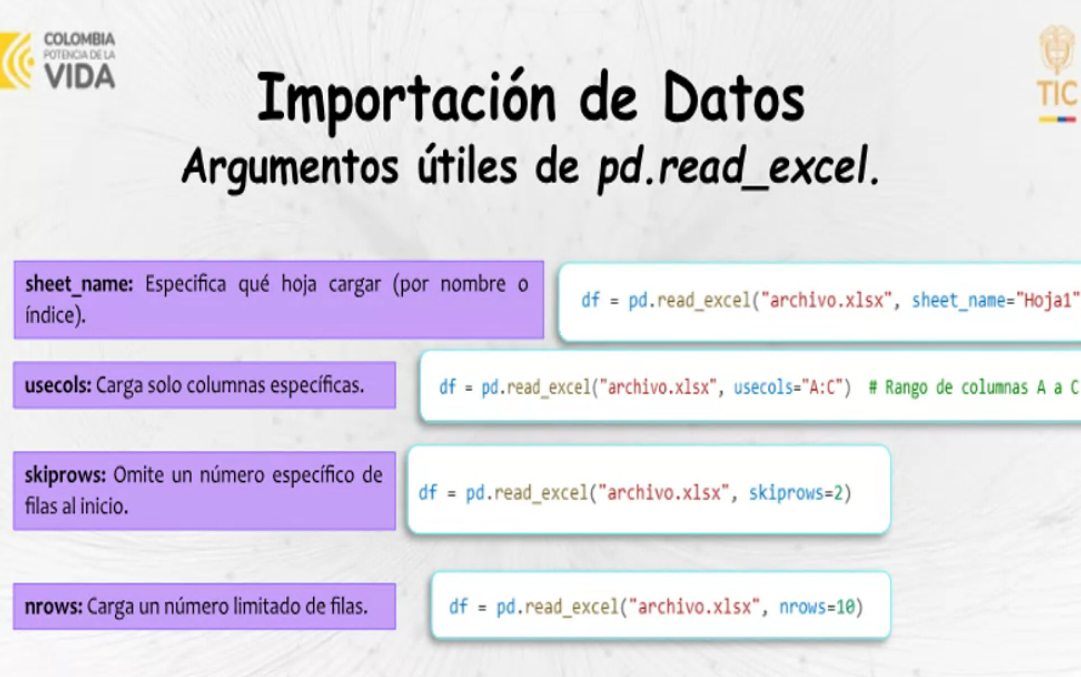 COLOMBIA
POTENCIA DE LA
VIDA
TIC
Importación de Datos
Argumentos útiles de pd.read_excel.
sheet_name: Especifica qué hoja cargar (por nombre o
índice).
df = pd.read_excel("archivo.xlsx", sheet_name="Hoja1"
usecols: Carga solo columnas específicas.
df = pd.read_excel("archivo.xlsx", usecols="A:C") # Rango de columnas A a C
skiprows: Omite un número específico de
filas al inicio.
df = pd.read_excel("archivo.xlsx", skiprows=2)
nrows: Carga un número limitado de filas.
df = pd.read_excel("archivo.xlsx", nrows=10)